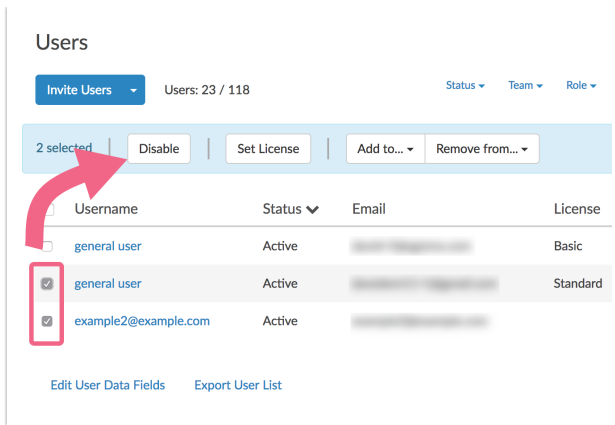 Users
Invite Users Users: 23 / 118 Status Team Role
2 selected Disable Set License Add to... Remove from...
Username Status Email License
general user Active Basic
general user Active Standard
example2@example.com Active
Edit User Data Fields Export User List